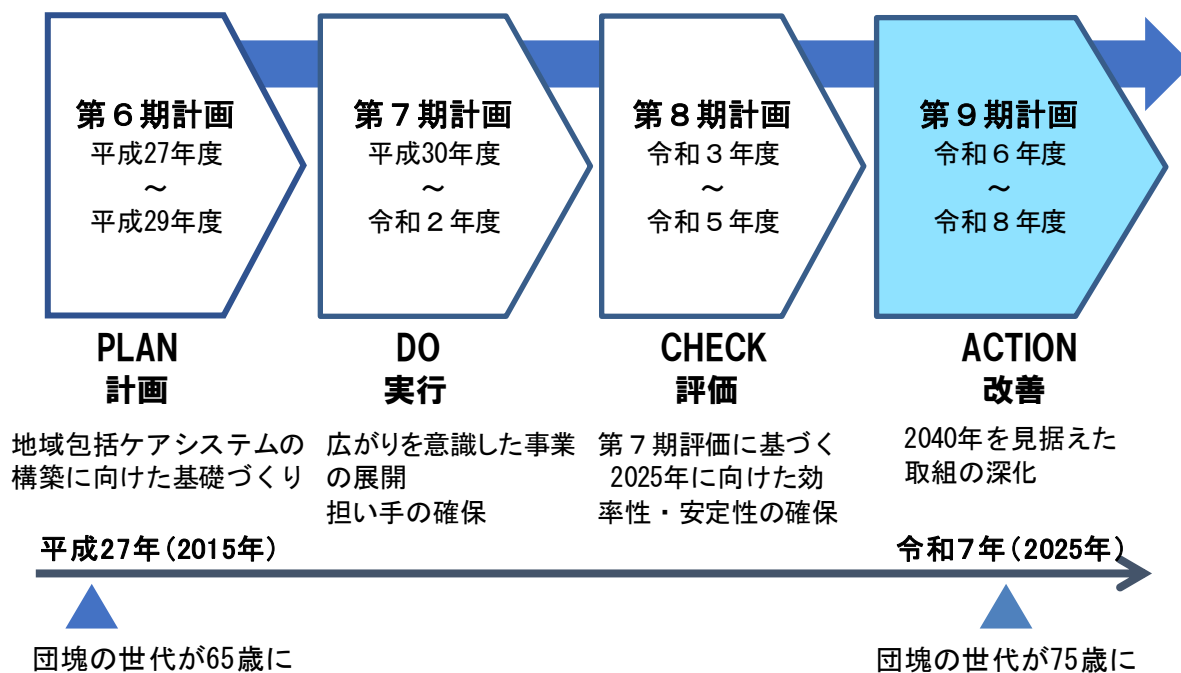 第６期計画
平成27年度
～
平成29年度
第７期計画
平成30年度
～
令和２年度
第８期計画
令和３年度
～
令和５年度
第９期計画
令和６年度
～
令和８年度
PLAN
計画
地域包括ケアシステムの
構築に向けた基礎づくり
DO
実行
広がりを意識した事業
の展開
担い手の確保
CHECK
評価
第７期評価に基づく
2025年に向けた効
率性・安定性の確保
ACTION
改善
2040年を見据えた
取組の深化
平成27年（2015年）
令和７年（2025年）
団塊の世代が65歳に
団塊の世代が75歳に